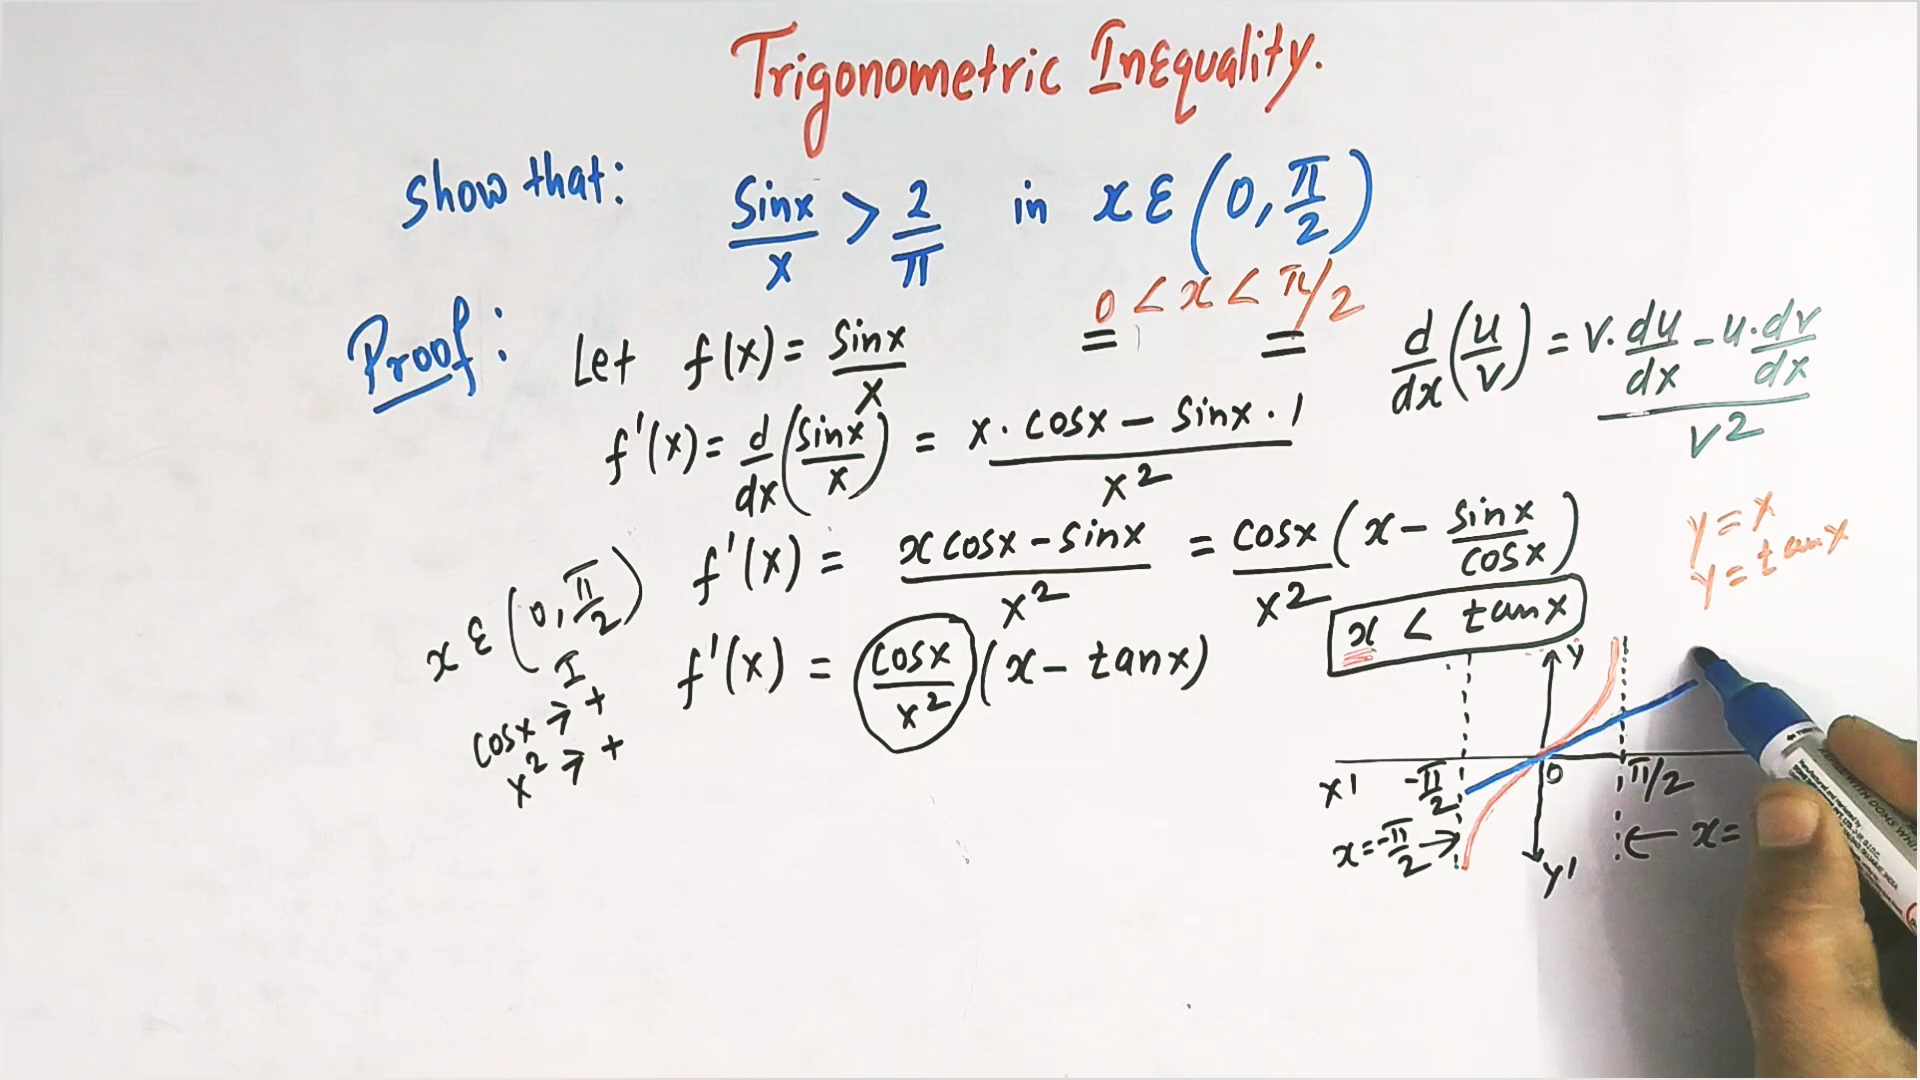 Trigonometric Inequality.
Show that: sinx/x > 2/π in x ε (0, π/2)
0 < x < π/2
Proof: Let f(x) = sinx/x
d/dx (u/v) = (v. du/dx - u. dv/dx)/v²
f'(x) = d/dx (sinx/x) = (x . cosx - sinx . 1)/x²
f'(x) = (x cosx - sinx)/x² = cosx/x² (x - sinx/cosx)
y = x
y = tanx
x ε (0, π/2)
I
cosx → +
x² → +
f'(x) = cosx/x² (x - tanx)
x < tanx
y
x' -π/2 0 π/2
x = -π/2 → ← x =
y'